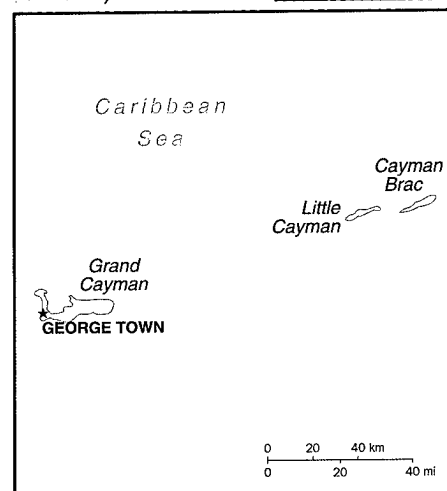 Caribbean
Sea
Cayman
Brac
Little
Cayman
Grand
Cayman
GEORGE TOWN
0 20 40 km
0 20 40 mi